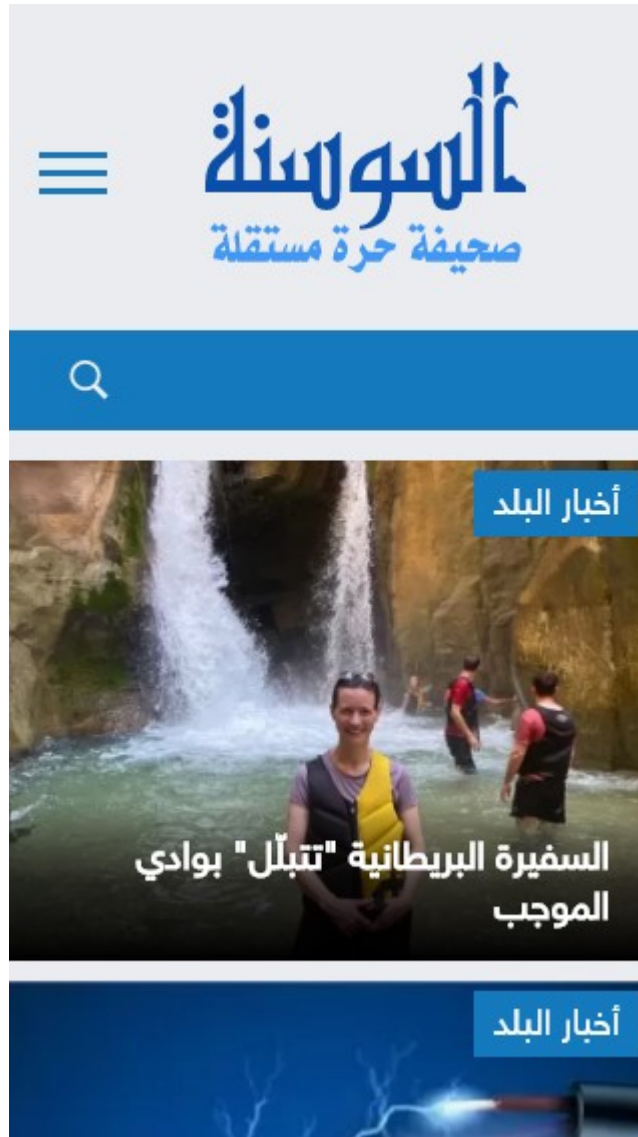 السوسنة
صحيفة حرة مستقلة
أخبار البلد
السفيرة البريطانية "تتبلّل" بوادي
الموجب
أخبار البلد